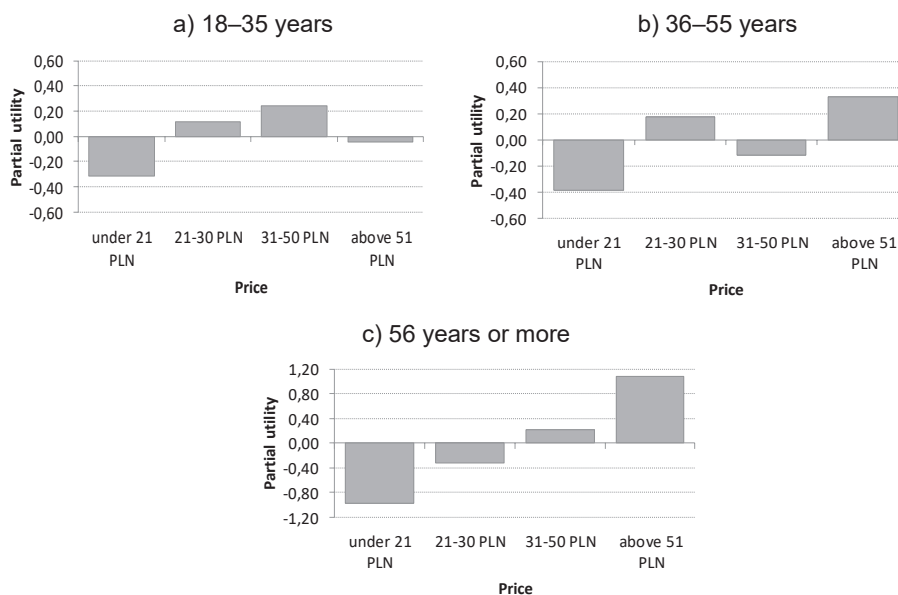 a) 18–35 years
Partial utility
0,60
0,40
0,20
0,00
-0,20
-0,40
-0,60
under 21 PLN
21-30 PLN
31-50 PLN
above 51 PLN
Price
b) 36–55 years
Partial utility
0,60
0,40
0,20
0,00
-0,20
-0,40
-0,60
under 21 PLN
21-30 PLN
31-50 PLN
above 51 PLN
Price
c) 56 years or more
Partial utility
1,20
0,80
0,40
0,00
-0,40
-0,80
-1,20
under 21 PLN
21-30 PLN
31-50 PLN
above 51 PLN
Price